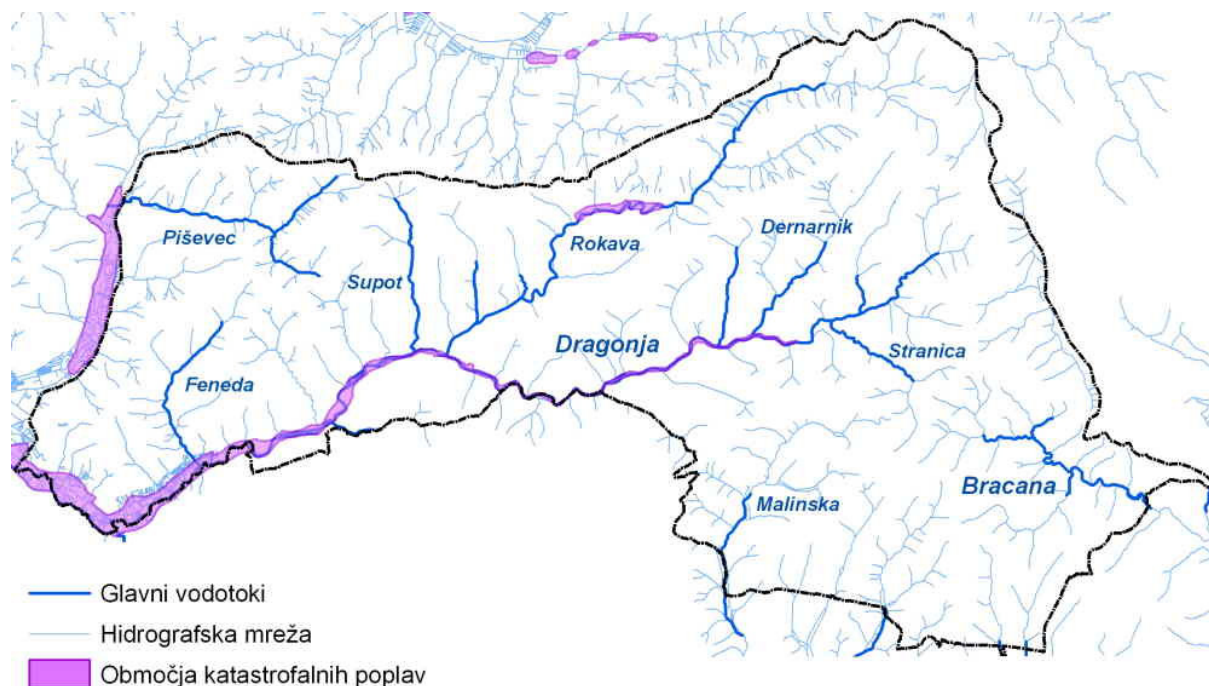 Piševec
Rokava
Dernarnik
Supot
Dragonja
Stranica
Feneda
Bracana
Malinska
Glavni vodotoki
Hidrografska mreža
Območja katastrofalnih poplav